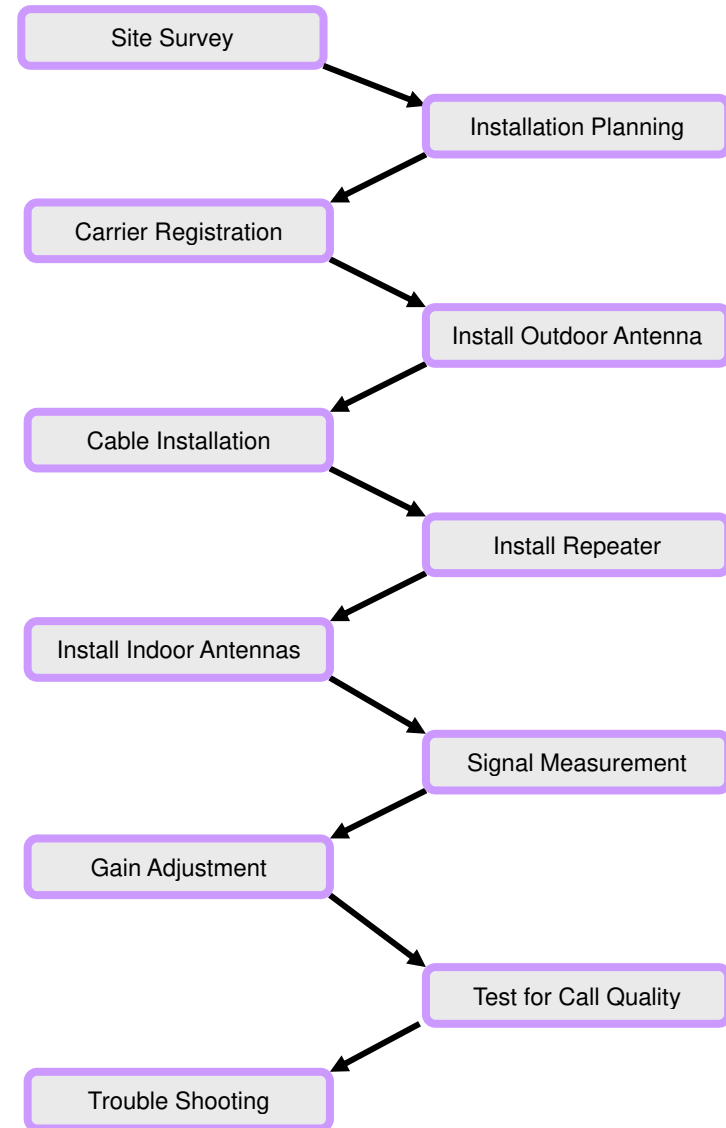 Site Survey
Installation Planning
Carrier Registration
Install Outdoor Antenna
Cable Installation
Install Repeater
Install Indoor Antennas
Signal Measurement
Gain Adjustment
Test for Call Quality
Trouble Shooting